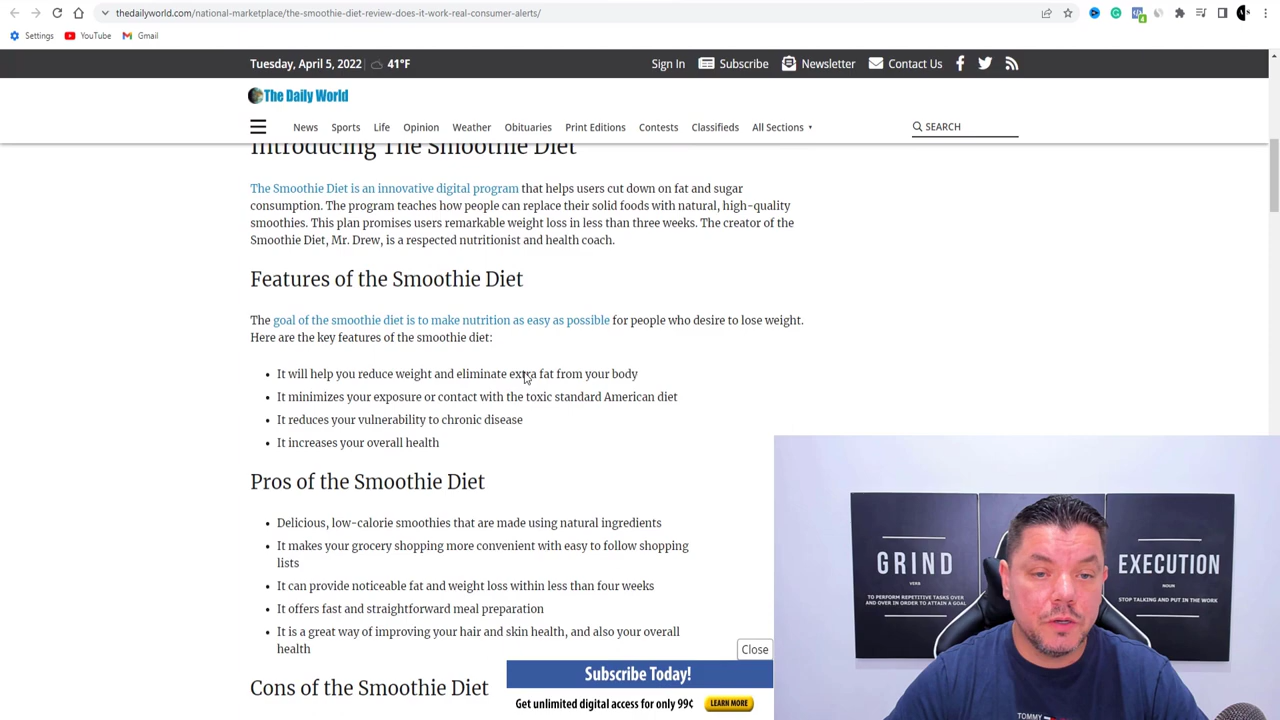 thedailyworld.com/national-marketplace/the-smoothie-diet-review-does-it-work-real-consumer-alerts/
Settings YouTube Gmail
Tuesday, April 5, 2022 41°F Sign In Subscribe Newsletter Contact Us
The Daily World
News Sports Life Opinion Weather Obituaries Print Editions Contests Classifieds All Sections SEARCH
Introducing The Smoothie Diet
The Smoothie Diet is an innovative digital program that helps users cut down on fat and sugar
consumption. The program teaches how people can replace their solid foods with natural, high-quality
smoothies. This plan promises users remarkable weight loss in less than three weeks. The creator of the
Smoothie Diet, Mr. Drew, is a respected nutritionist and health coach.
Features of the Smoothie Diet
The goal of the smoothie diet is to make nutrition as easy as possible for people who desire to lose weight.
Here are the key features of the smoothie diet:
• It will help you reduce weight and eliminate extra fat from your body
• It minimizes your exposure or contact with the toxic standard American diet
• It reduces your vulnerability to chronic disease
• It increases your overall health
Pros of the Smoothie Diet
• Delicious, low-calorie smoothies that are made using natural ingredients
• It makes your grocery shopping more convenient with easy to follow shopping
lists
• It can provide noticeable fat and weight loss within less than four weeks
• It offers fast and straightforward meal preparation
• It is a great way of improving your hair and skin health, and also your overall
health
Cons of the Smoothie Diet
Close
Subscribe Today!
Get unlimited digital access for only 99¢ LEARN MORE
GRIND
VERB
TO PERFORM REPETITIVE TASKS OVER
AND OVER IN ORDER TO ATTAIN A GOAL
EXECUTION
NOUN
STOP TALKING AND PUT IN THE WORK
TOMMY